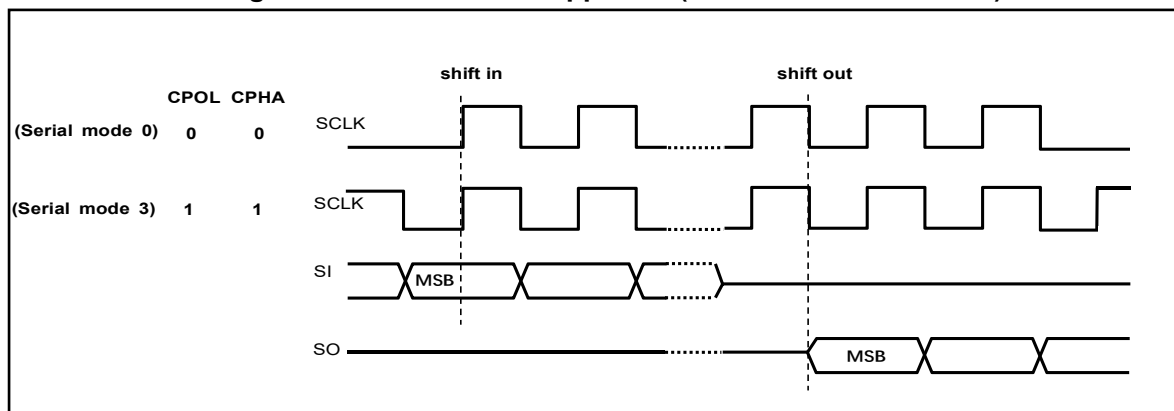 shift in shift out
CPOL CPHA
(Serial mode 0) 0 0 SCLK
(Serial mode 3) 1 1 SCLK
SI MSB
SO MSB